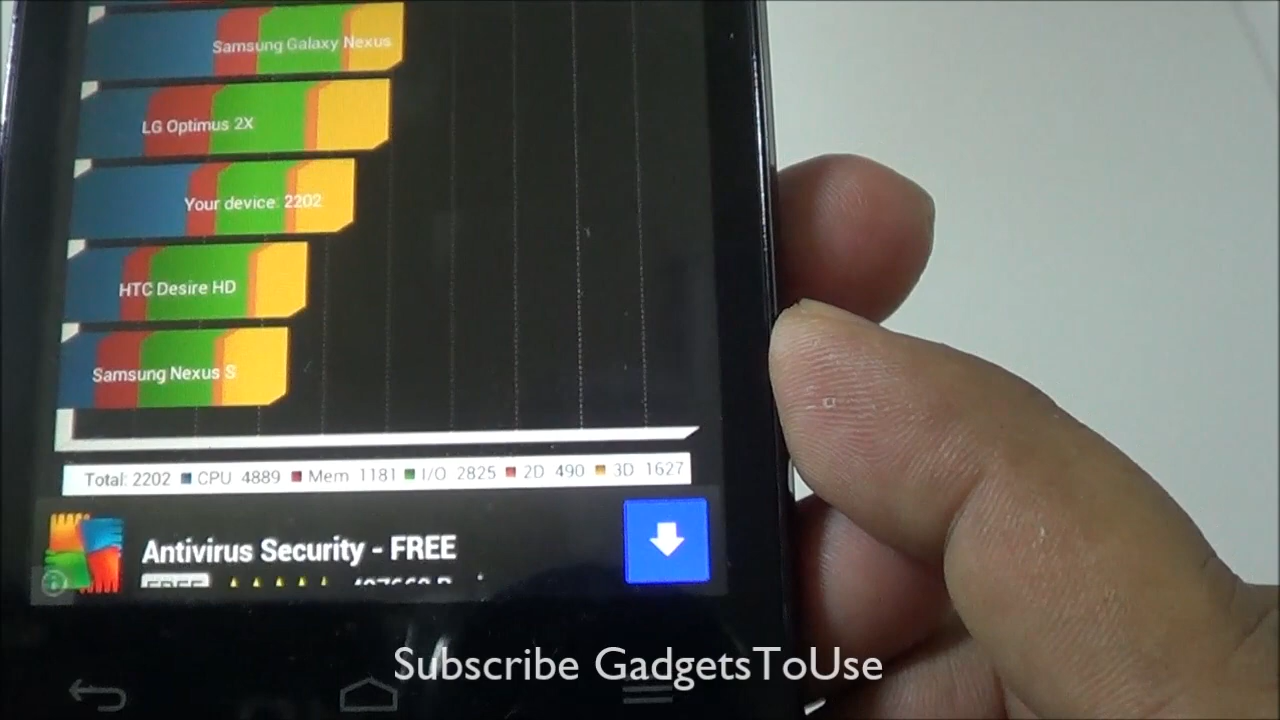 Samsung Galaxy Nexus
LG Optimus 2X
Your device: 2202
HTC Desire HD
Samsung Nexus S
Total: 2202 CPU 4889 Mem 1181 I/O 2825 2D 490 3D 1627
Antivirus Security - FREE
FREE
Subscribe GadgetsToUse